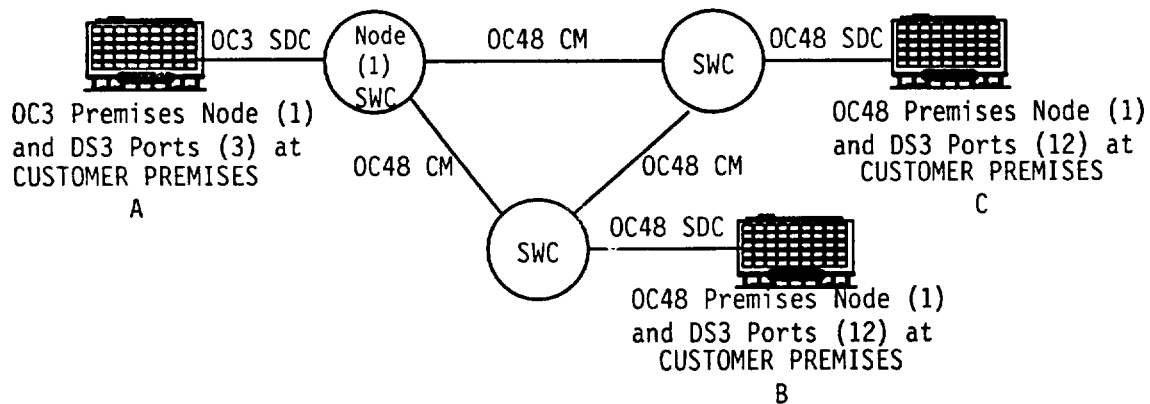 OC3 SDC
Node
(1)
SWC
OC48 CM
SWC
OC48 SDC
OC3 Premises Node (1)
and DS3 Ports (3) at
CUSTOMER PREMISES
A
OC48 Premises Node (1)
and DS3 Ports (12) at
CUSTOMER PREMISES
C
OC48 CM
OC48 CM
SWC
OC48 SDC
OC48 Premises Node (1)
and DS3 Ports (12) at
CUSTOMER PREMISES
B